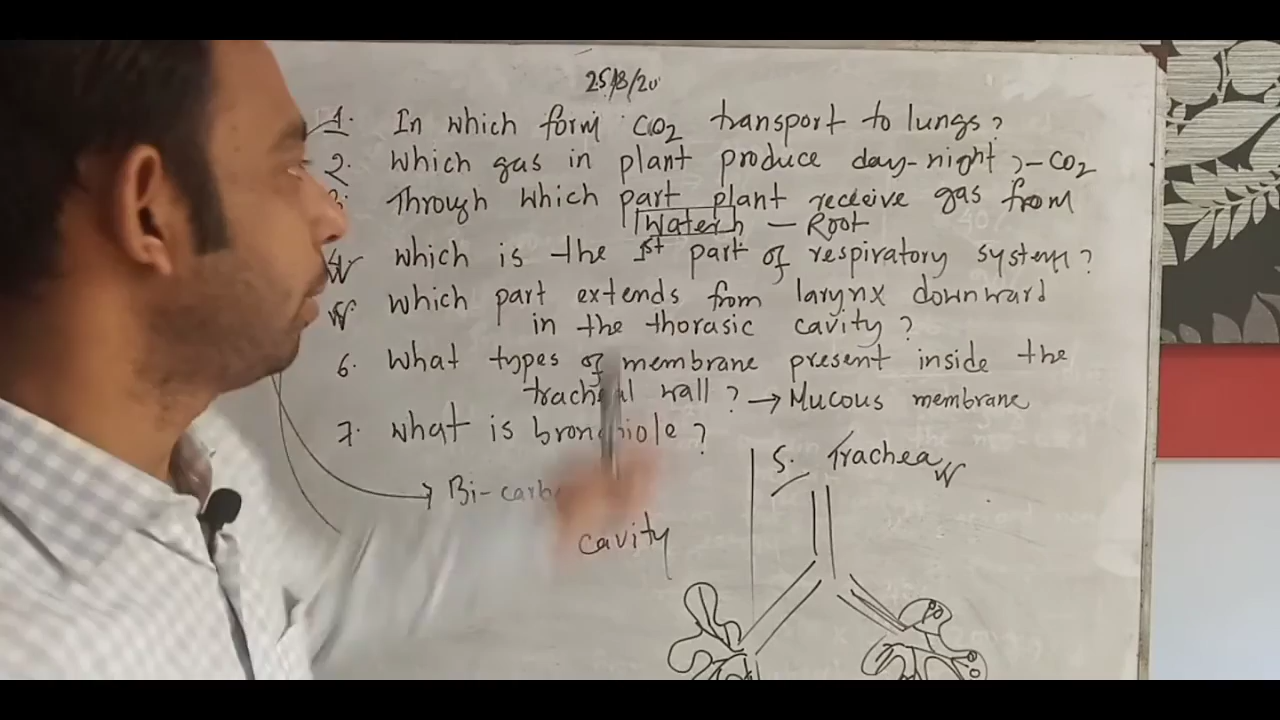 25/8/20
1. In which form CO2 transport to lungs?
2. Which gas in plant produce day-night ?-CO2
3. Through which part plant receive gas from
Water - Root
4. which is the 1st part of respiratory system?
5. Which part extends from larynx downward
in the thorasic cavity?
6. What types of membrane present inside the
wall? → Mucous membrane
7. What is bronchiole?
→ Bi-carb
cavity
5. Trachea